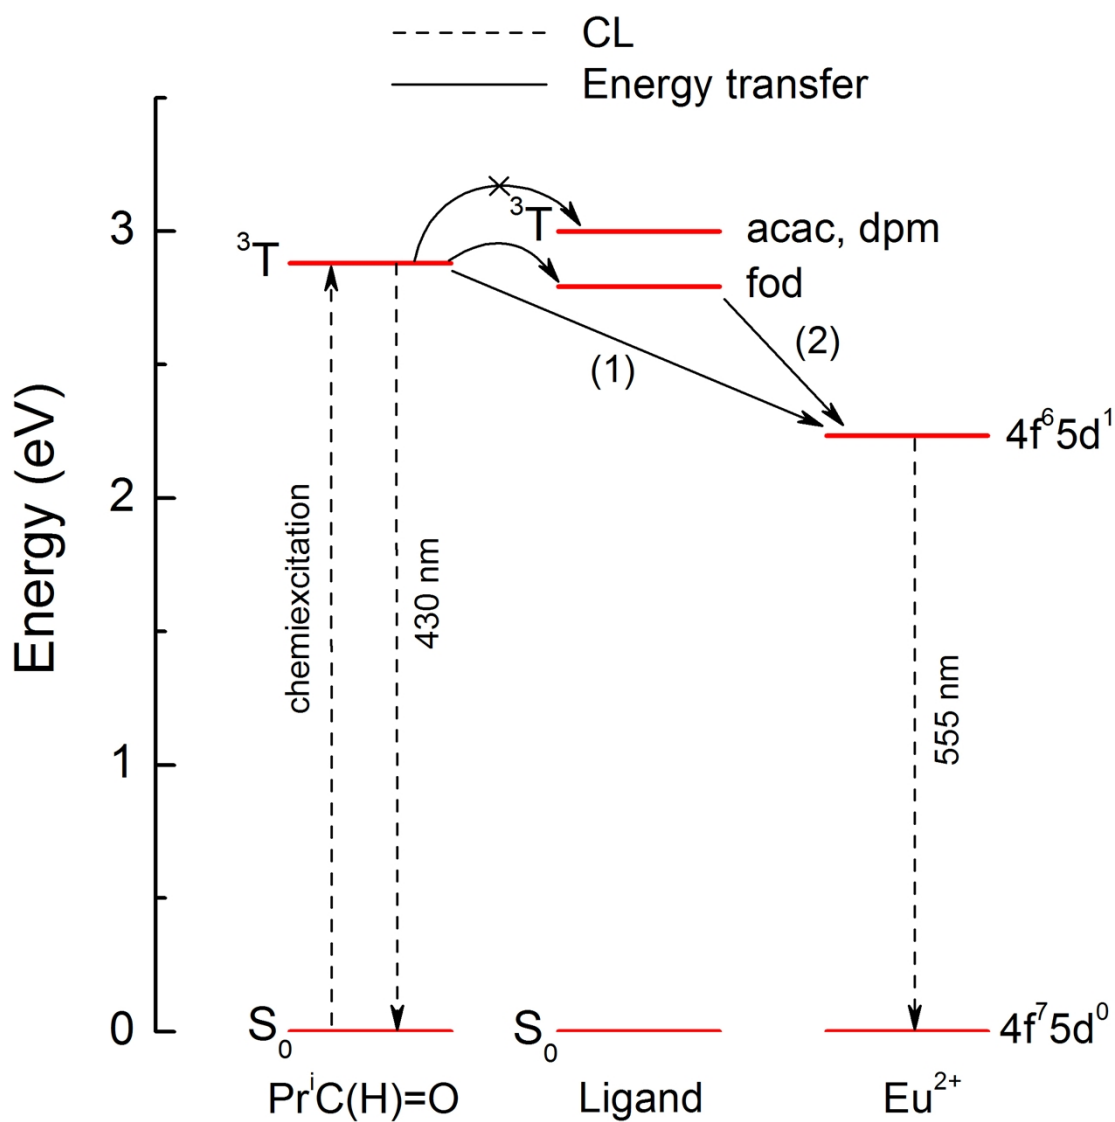 CL
Energy transfer
Energy (eV)
3
2
1
0
³T
³T
acac, dpm
fod
(1)
(2)
4f⁶5d¹
chemiexcitation
430 nm
555 nm
S₀
S₀
4f⁷5d⁰
PrⁱC(H)=O
Ligand
Eu²⁺